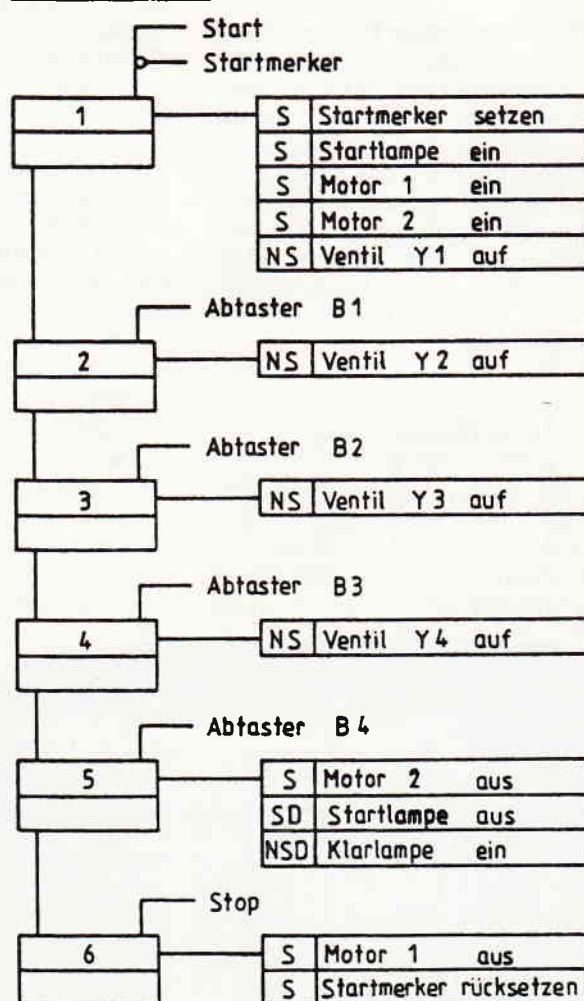 Start
Startmerker
1
S Startmerker setzen
S Startlampe ein
S Motor 1 ein
S Motor 2 ein
NS Ventil Y1 auf
Abtaster B1
2
NS Ventil Y2 auf
Abtaster B2
3
NS Ventil Y3 auf
Abtaster B3
4
NS Ventil Y4 auf
Abtaster B4
5
S Motor 2 aus
SD Startlampe aus
NSD Klarlampe ein
Stop
6
S Motor 1 aus
S Startmerker rücksetzen